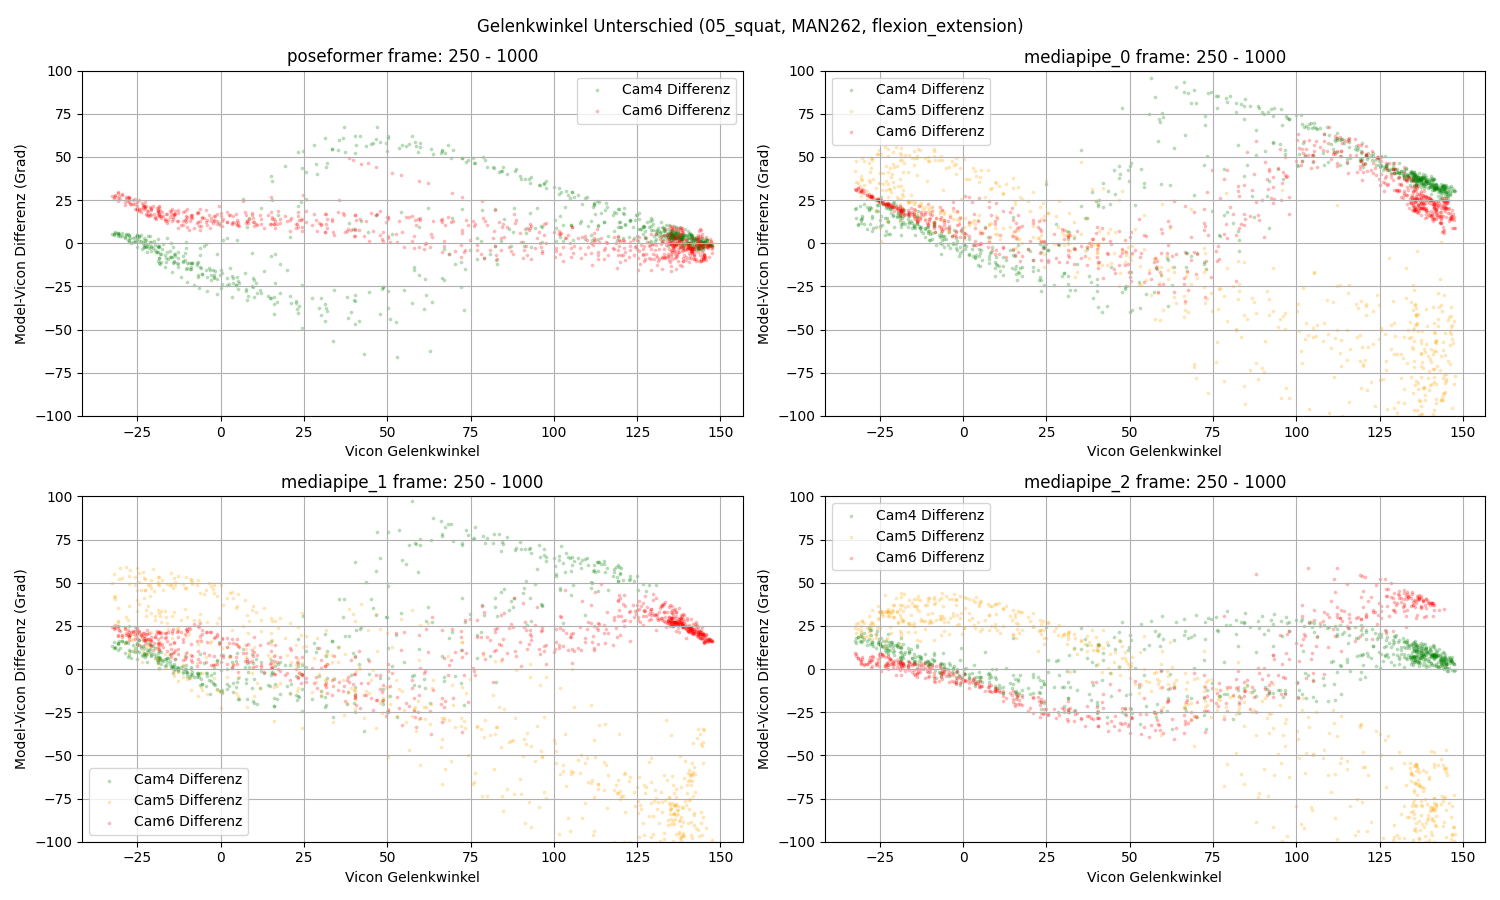 Gelenkwinkel Unterschied (05_squat, MAN262, flexion_extension)
poseformer frame: 250 - 1000
100
75
50
25
0
−25
−50
−75
−100
Model-Vicon Differenz (Grad)
Cam4 Differenz
Cam6 Differenz
−25 0 25 50 75 100 125 150
Vicon Gelenkwinkel
mediapipe_0 frame: 250 - 1000
100
75
50
25
0
−25
−50
−75
−100
Model-Vicon Differenz (Grad)
Cam4 Differenz
Cam5 Differenz
Cam6 Differenz
−25 0 25 50 75 100 125 150
Vicon Gelenkwinkel
mediapipe_1 frame: 250 - 1000
100
75
50
25
0
−25
−50
−75
−100
Model-Vicon Differenz (Grad)
Cam4 Differenz
Cam5 Differenz
Cam6 Differenz
−25 0 25 50 75 100 125 150
Vicon Gelenkwinkel
mediapipe_2 frame: 250 - 1000
100
75
50
25
0
−25
−50
−75
−100
Model-Vicon Differenz (Grad)
Cam4 Differenz
Cam5 Differenz
Cam6 Differenz
−25 0 25 50 75 100 125 150
Vicon Gelenkwinkel